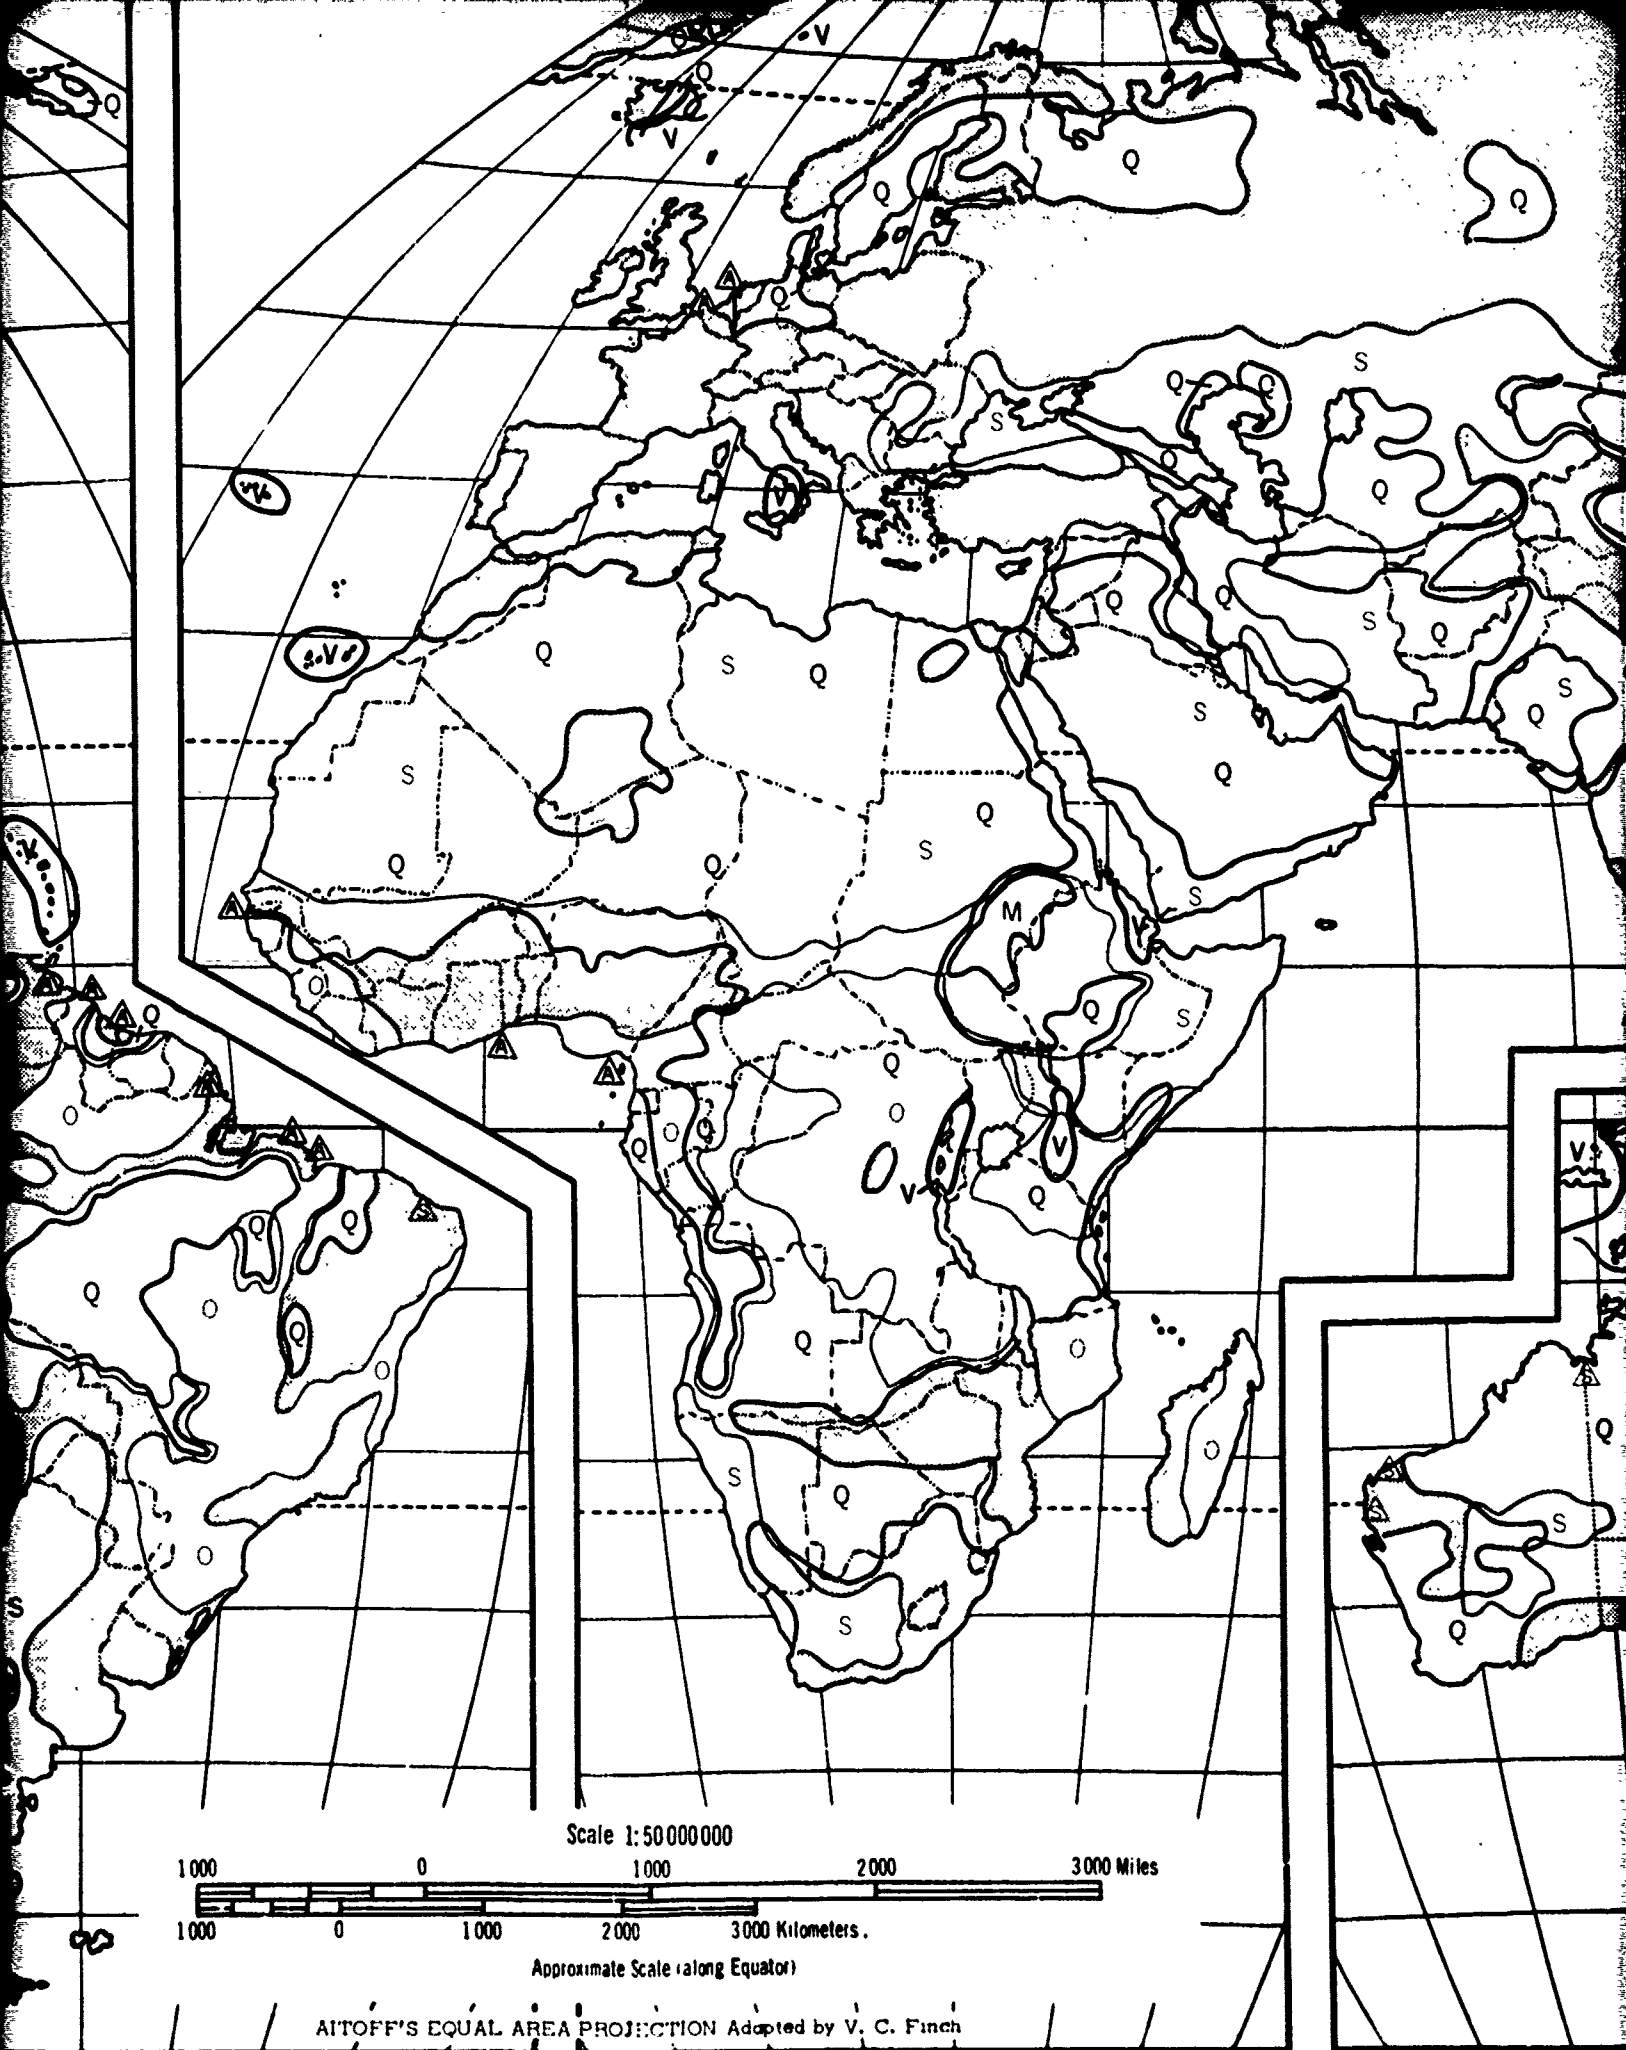 V
Q
Q
V
Q
Q
Q
Q
S
Q
Q
S
Q
V
Q
V
Q
Q
S
Q
V
Q
S
Q
S
S
Q
S
Q
S
Q
V
Q
Q
S
A
M
S
V
O
A
A
A
Q
Q
S
A
Q
A
A
O
O
O
Q
Q
A
A
V
V
V
Q
S
Q
Q
Q
O
Q
Q
O
O
S
Q
O
S
Q
S
S
Q
S
O
S
S
Q
Scale 1:50000000
1000 0 1000 2000 3000 Miles
1000 0 1000 2000 3000 Kilometers.
Approximate Scale (along Equator)
AITOFF'S EQUAL AREA PROJECTION Adapted by V. C. Finch